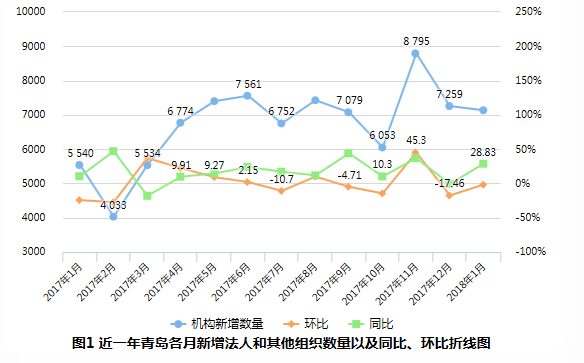 10000
9000
8000
7000
6000
5000
4000
3000
250%
200%
150%
100%
50%
0%
-50%
-100%
5 540
4 033
5 534
6 774
7 561
6 752
7 079
6 053
8 795
7 259
9.91
9.27
2.15
-10.7
-4.71
10.3
45.3
-17.46
28.83
2017年1月
2017年2月
2017年3月
2017年4月
2017年5月
2017年6月
2017年7月
2017年8月
2017年9月
2017年10月
2017年11月
2017年12月
2018年1月
机构新增数量 环比 同比
图1 近一年青岛各月新增法人和其他组织数量以及同比、环比折线图